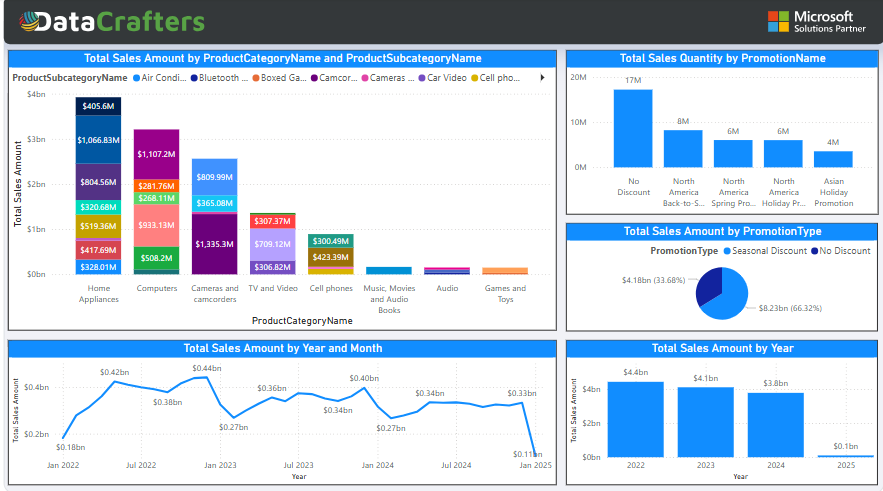 DataCrafters
Microsoft
Solutions Partner
Total Sales Amount by ProductCategoryName and ProductSubcategoryName
ProductSubcategoryName Air Condi... Bluetooth ... Boxed Ga... Camcor... Cameras ... Car Video Cell pho...
Total Sales Amount
$4bn
$3bn
$2bn
$1bn
$0bn
$405.6M
$1,066.83M
$804.56M
$320.68M
$519.36M
$417.69M
$328.01M
$1,107.2M
$281.76M
$268.11M
$933.13M
$508.2M
$809.99M
$365.08M
$1,335.3M
$307.37M
$709.12M
$306.82M
$300.49M
$423.39M
Home
Appliances
Computers
Cameras and
camcorders
TV and Video
Cell phones
Music, Movies
and Audio
Books
Audio
Games and
Toys
ProductCategoryName
Total Sales Quantity by PromotionName
20M
10M
0M
17M
8M
6M
6M
4M
No
Discount
North
America
Back-to-S...
North
America
Spring Pro...
North
America
Holiday Pr...
Asian
Holiday
Promotion
Total Sales Amount by PromotionType
PromotionType Seasonal Discount No Discount
$4.18bn (33.68%)
$8.23bn (66.32%)
Total Sales Amount by Year and Month
Total Sales Amount
$0.4bn
$0.2bn
$0.18bn
$0.42bn
$0.38bn
$0.44bn
$0.27bn
$0.36bn
$0.34bn
$0.40bn
$0.27bn
$0.34bn
$0.33bn
$0.11bn
Jan 2022
Jul 2022
Jan 2023
Jul 2023
Jan 2024
Jul 2024
Jan 2025
Year
Total Sales Amount by Year
Total Sales Amount
$4bn
$2bn
$0bn
$4.4bn
$4.1bn
$3.8bn
$0.1bn
2022
2023
2024
2025
Year